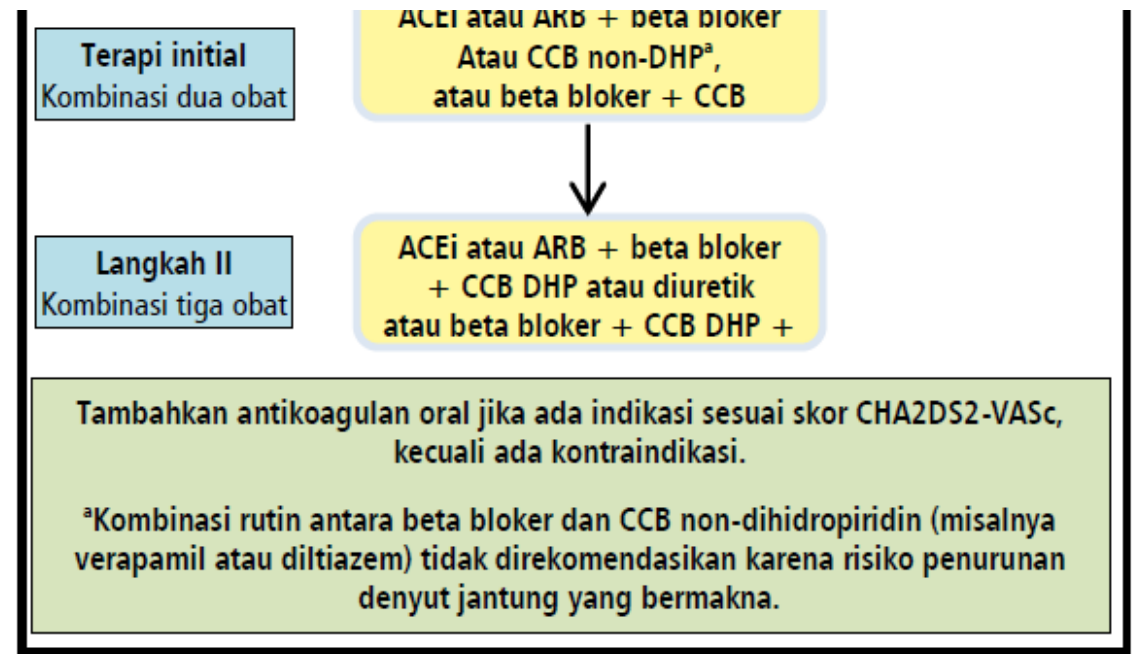 Terapi initial
Kombinasi dua obat
ACEi atau ARB + beta bloker
Atau CCB non-DHPᵃ,
atau beta bloker + CCB
Langkah II
Kombinasi tiga obat
ACEi atau ARB + beta bloker
+ CCB DHP atau diuretik
atau beta bloker + CCB DHP +
Tambahkan antikoagulan oral jika ada indikasi sesuai skor CHA2DS2-VASc,
kecuali ada kontraindikasi.
ᵃKombinasi rutin antara beta bloker dan CCB non-dihidropiridin (misalnya
verapamil atau diltiazem) tidak direkomendasikan karena risiko penurunan
denyut jantung yang bermakna.